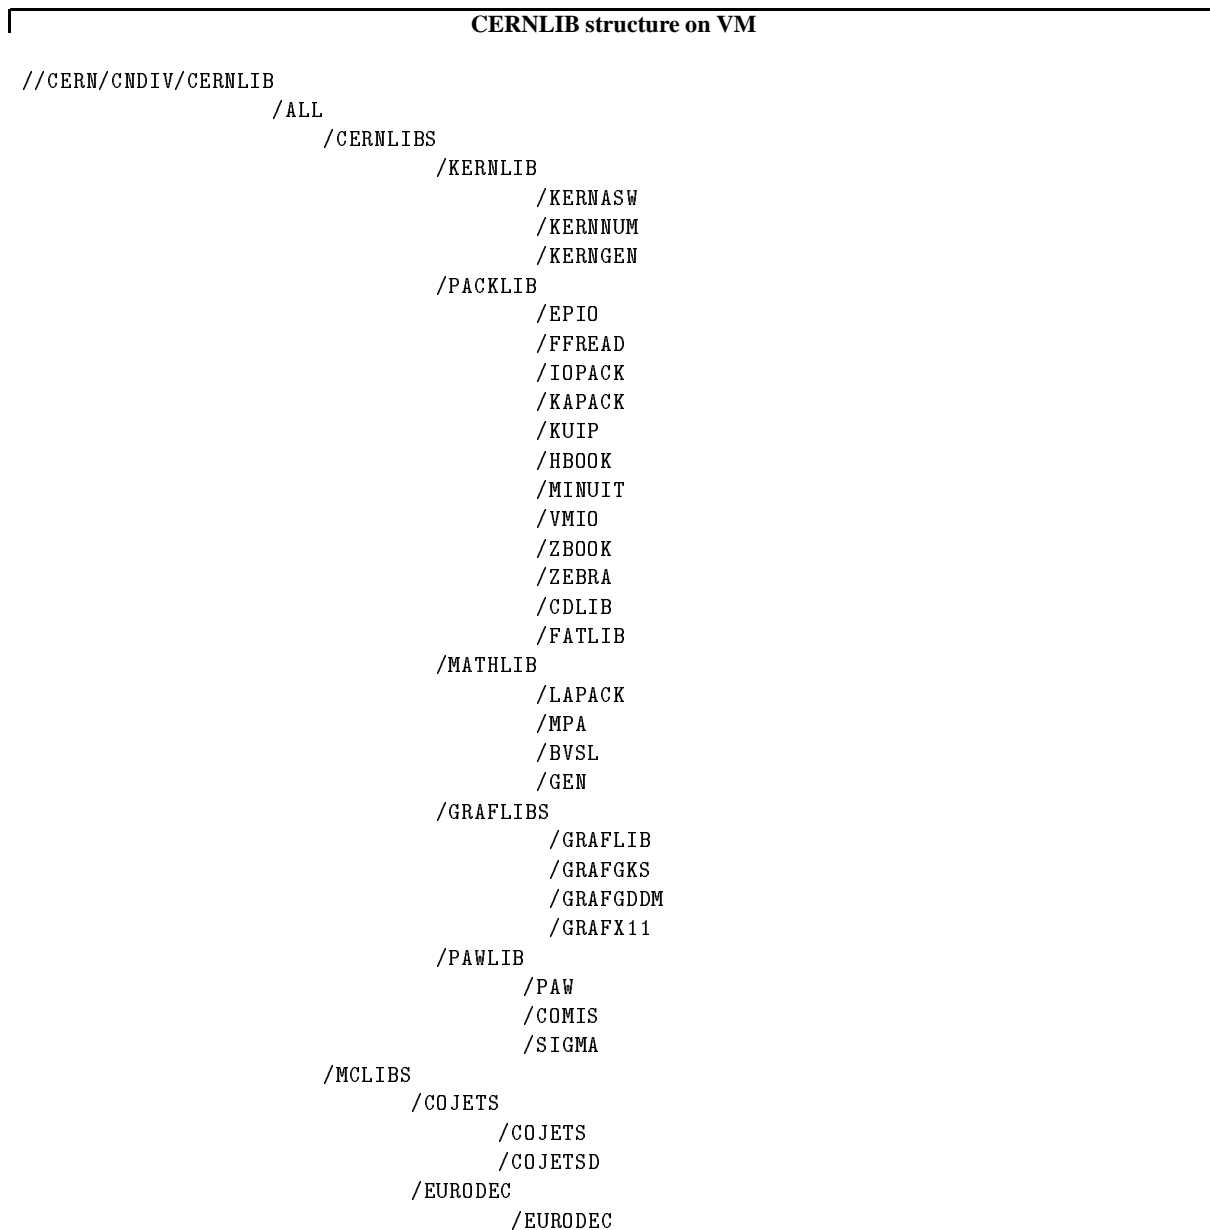 CERNLIB structure on VM
//CERN/CNDIV/CERNLIB
/ALL
/CERNLIBS
/KERNLIB
/KERNASW
/KERNNUM
/KERNGEN
/PACKLIB
/EPIO
/FFREAD
/IOPACK
/KAPACK
/KUIP
/HBOOK
/MINUIT
/VMIO
/ZBOOK
/ZEBRA
/CDLIB
/FATLIB
/MATHLIB
/LAPACK
/MPA
/BVSL
/GEN
/GRAFLIBS
/GRAFLIB
/GRAFGKS
/GRAFGDDM
/GRAFX11
/PAWLIB
/PAW
/COMIS
/SIGMA
/MCLIBS
/COJETS
/COJETS
/COJETSD
/EURODEC
/EURODEC